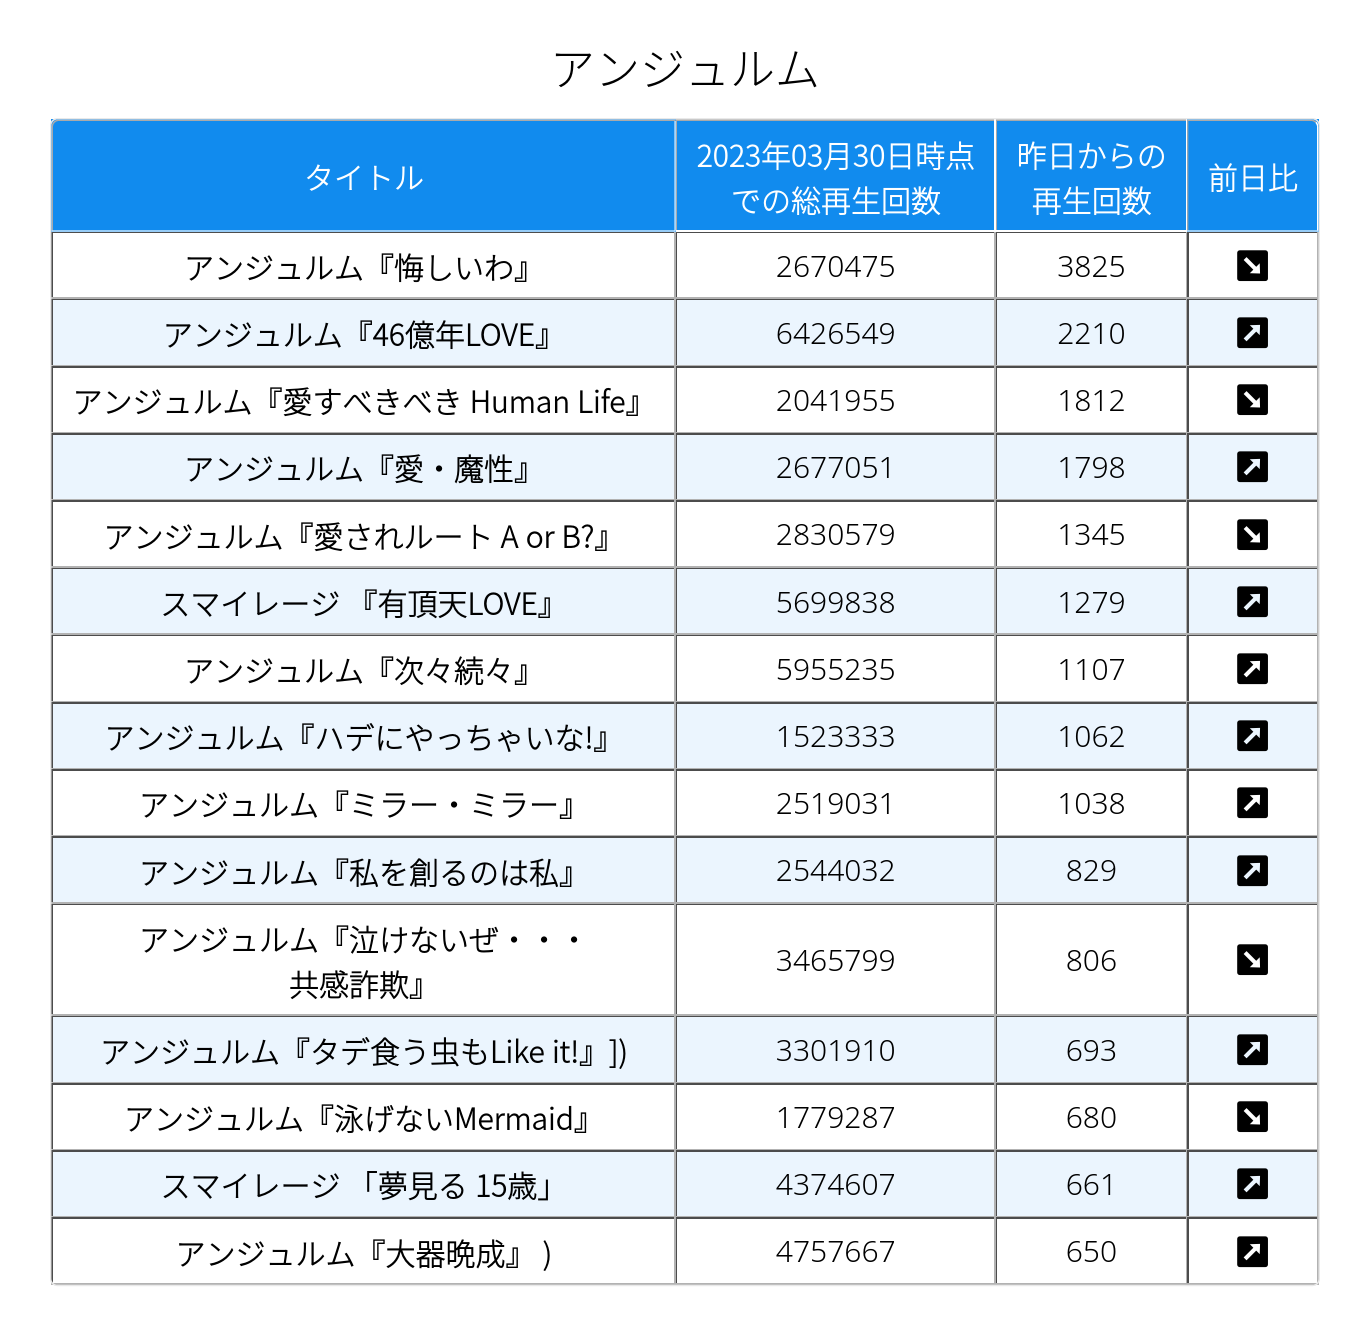 アンジュルム
タイトル
2023年03月30日時点
での総再生回数
昨日からの
再生回数
前日比
アンジュルム『悔しいわ』 2670475 3825 ↘
アンジュルム『46億年LOVE』 6426549 2210 ↗
アンジュルム『愛すべきべき Human Life』 2041955 1812 ↘
アンジュルム『愛・魔性』 2677051 1798 ↗
アンジュルム『愛されルート A or B?』 2830579 1345 ↘
スマイレージ 『有頂天LOVE』 5699838 1279 ↗
アンジュルム『次々続々』 5955235 1107 ↗
アンジュルム『ハデにやっちゃいな!』 1523333 1062 ↗
アンジュルム『ミラー・ミラー』 2519031 1038 ↗
アンジュルム『私を創るのは私』 2544032 829 ↗
アンジュルム『泣けないぜ・・・
共感詐欺』 3465799 806 ↘
アンジュルム『タデ食う虫もLike it!』]) 3301910 693 ↗
アンジュルム『泳げないMermaid』 1779287 680 ↘
スマイレージ 「夢見る 15歳」 4374607 661 ↗
アンジュルム『大器晩成』 ) 4757667 650 ↗